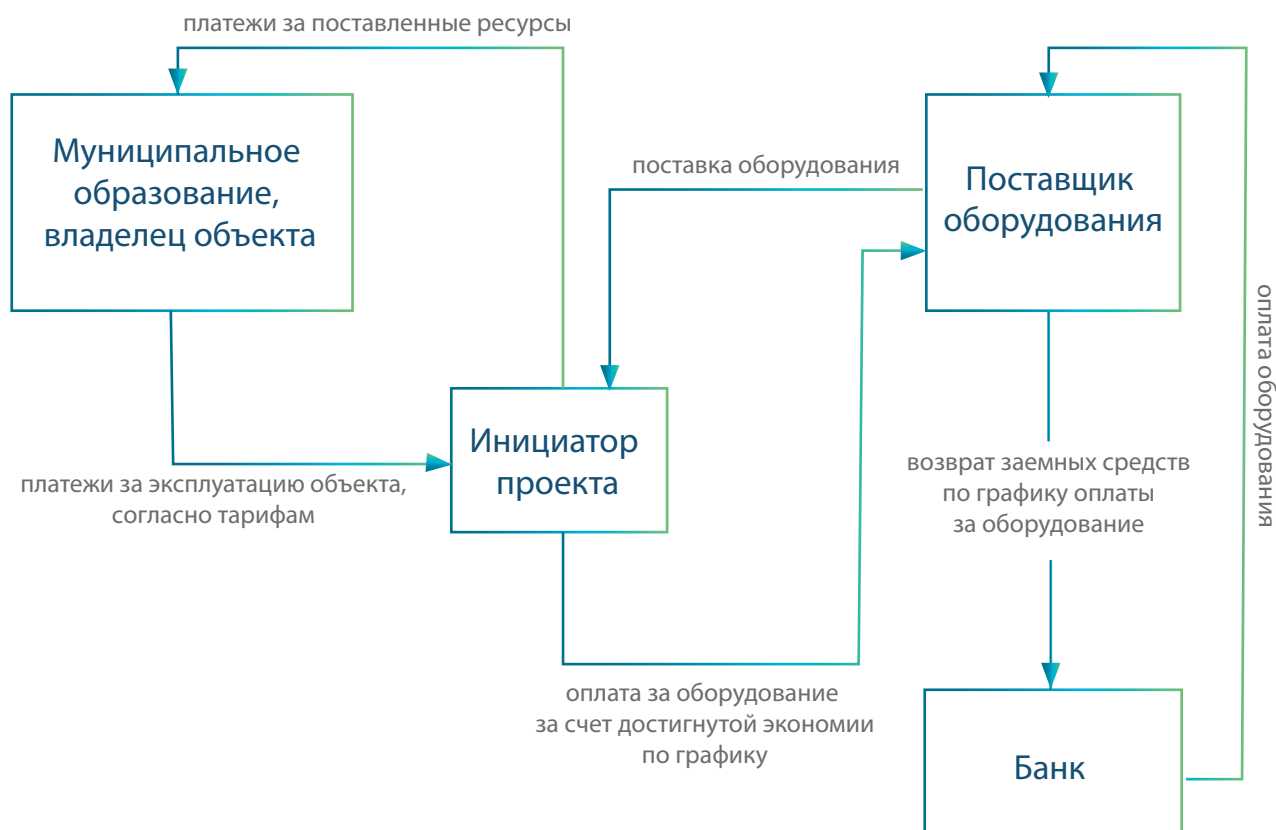 платежи за поставленные ресурсы
Муниципальное
образование,
владелец объекта
поставка оборудования
Поставщик
оборудования
оплата оборудования
Инициатор
проекта
платежи за эксплуатацию объекта,
согласно тарифам
возврат заемных средств
по графику оплаты
за оборудование
оплата за оборудование
за счет достигнутой экономии
по графику
Банк